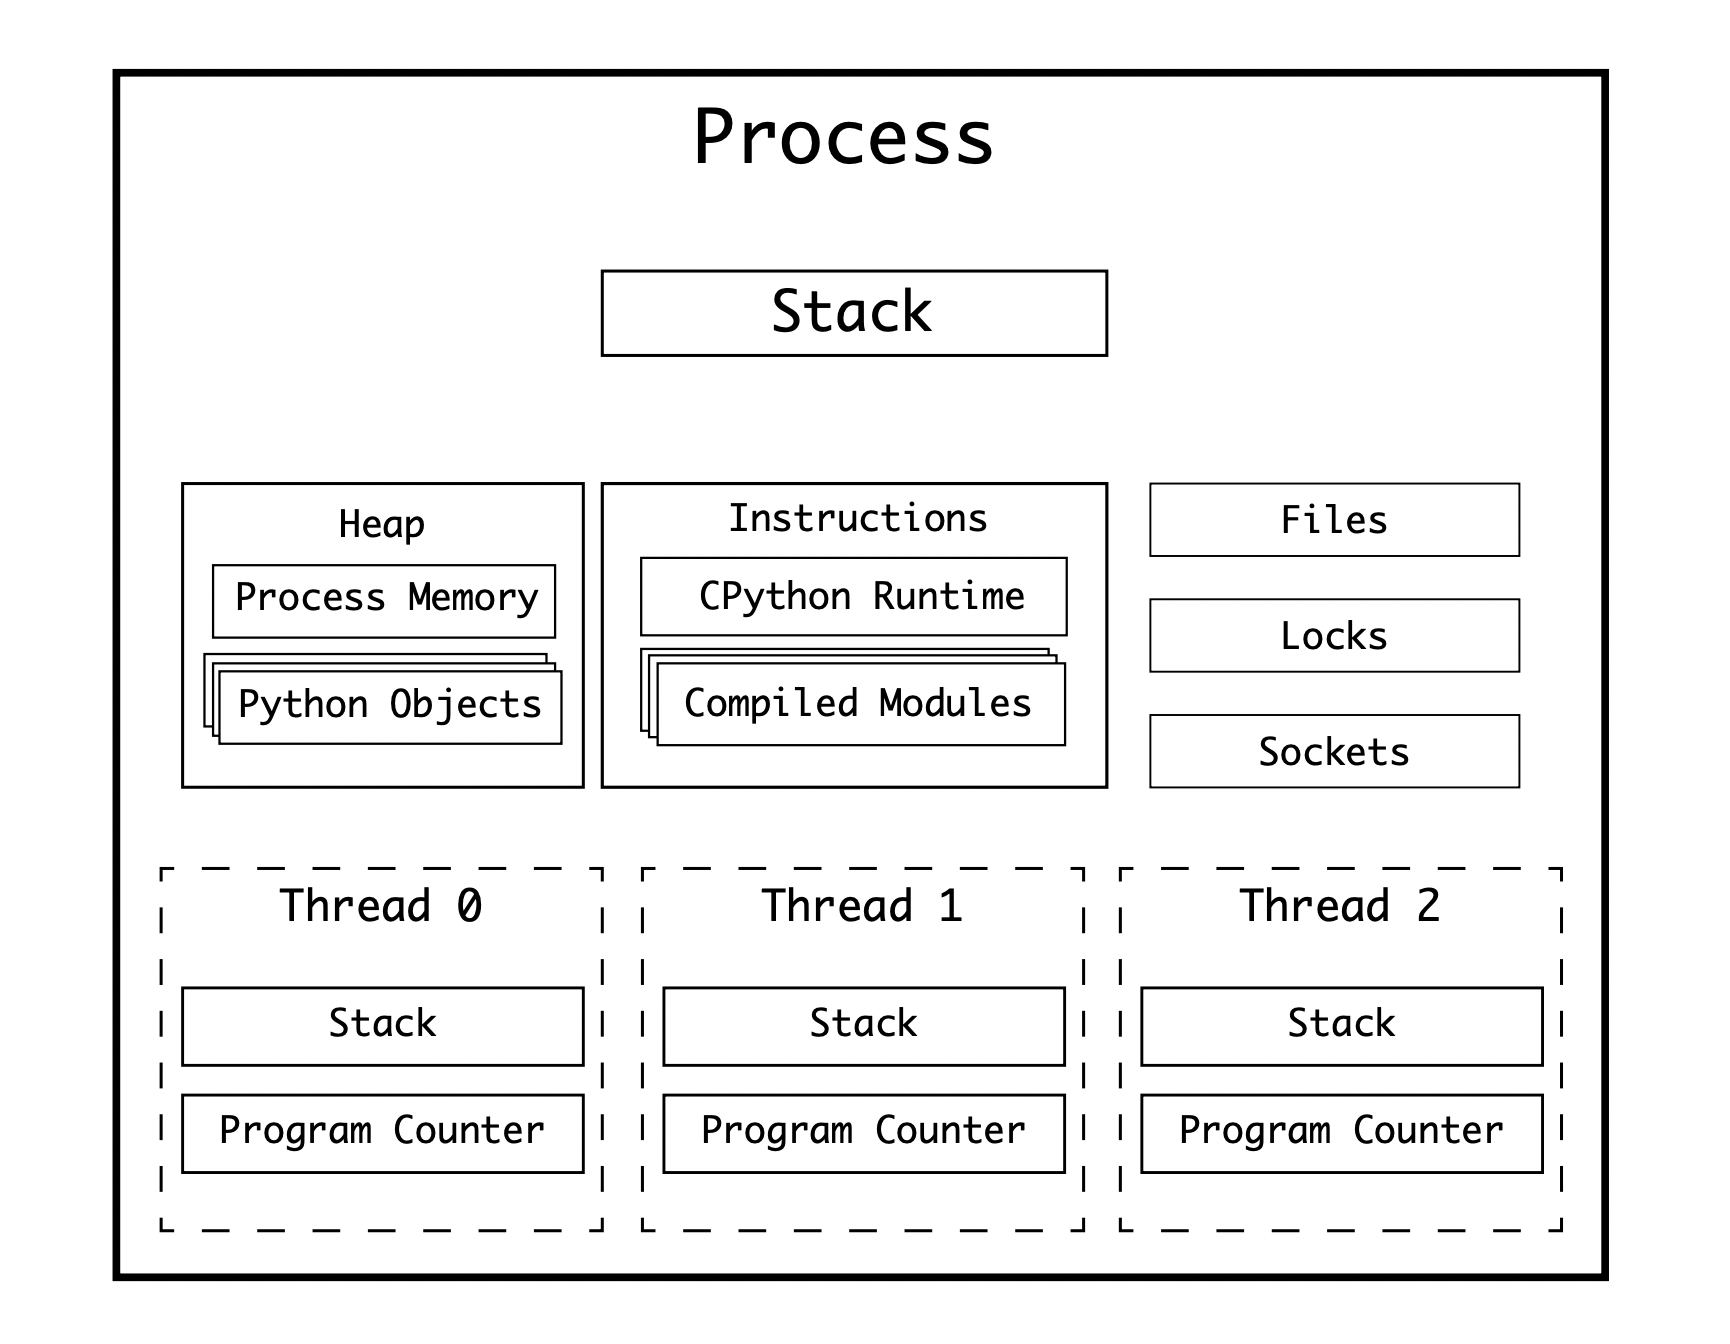 Process
Stack
Heap
Process Memory
Python Objects
Instructions
CPython Runtime
Compiled Modules
Files
Locks
Sockets
Thread 0
Stack
Program Counter
Thread 1
Stack
Program Counter
Thread 2
Stack
Program Counter